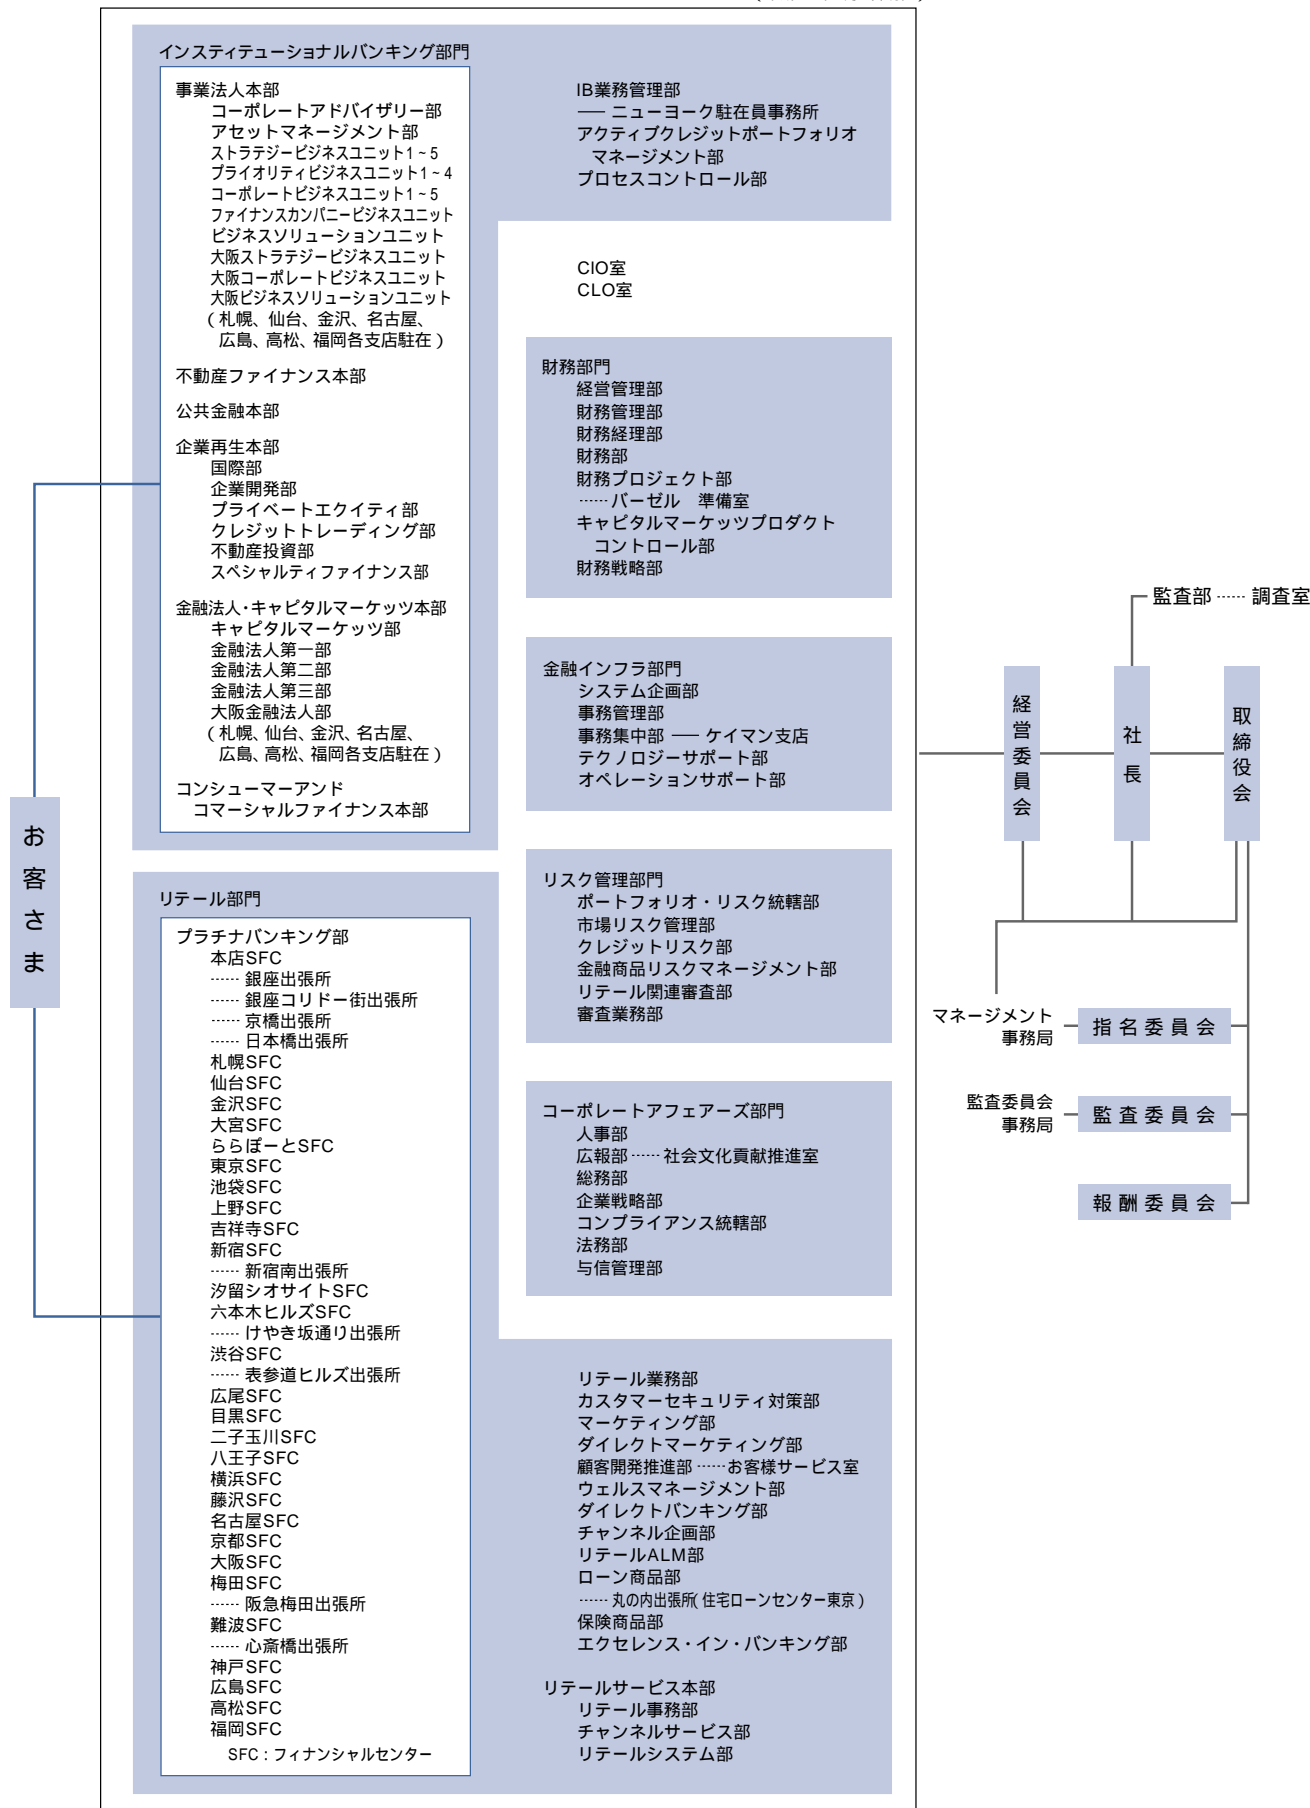 インスティテューショナルバンキング部門
事業法人本部
コーポレートアドバイザリー部
アセットマネージメント部
ストラテジービジネスユニット1~5
プライオリティビジネスユニット1~4
コーポレートビジネスユニット1~5
ファイナンスカンパニービジネスユニット
ビジネスソリューションユニット
大阪ストラテジービジネスユニット
大阪コーポレートビジネスユニット
大阪ビジネスソリューションユニット
(札幌、仙台、金沢、名古屋、
広島、高松、福岡各支店駐在)
不動産ファイナンス本部
公共金融本部
企業再生本部
国際部
企業開発部
プライベートエクイティ部
クレジットトレーディング部
不動産投資部
スペシャルティファイナンス部
金融法人・キャピタルマーケッツ本部
キャピタルマーケッツ部
金融法人第一部
金融法人第二部
金融法人第三部
大阪金融法人部
(札幌、仙台、金沢、名古屋、
広島、高松、福岡各支店駐在)
コンシューマーアンド
コマーシャルファイナンス本部
IB業務管理部
── ニューヨーク駐在員事務所
アクティブクレジットポートフォリオ
マネージメント部
プロセスコントロール部
CIO室
CLO室
財務部門
経営管理部
財務管理部
財務経理部
財務部
財務プロジェクト部
……バーゼル 準備室
キャピタルマーケッツプロダクト
コントロール部
財務戦略部
金融インフラ部門
システム企画部
事務管理部
事務集中部 ── ケイマン支店
テクノロジーサポート部
オペレーションサポート部
リスク管理部門
ポートフォリオ・リスク統轄部
市場リスク管理部
クレジットリスク部
金融商品リスクマネージメント部
リテール関連審査部
審査業務部
コーポレートアフェアーズ部門
人事部
広報部……社会文化貢献推進室
総務部
企業戦略部
コンプライアンス統轄部
法務部
与信管理部
リテール部門
プラチナバンキング部
本店SFC
……銀座出張所
……銀座コリドー街出張所
……京橋出張所
……日本橋出張所
札幌SFC
仙台SFC
金沢SFC
大宮SFC
ららぽーとSFC
東京SFC
池袋SFC
上野SFC
吉祥寺SFC
新宿SFC
……新宿南出張所
汐留シオサイトSFC
六本木ヒルズSFC
……けやき坂通り出張所
渋谷SFC
……表参道ヒルズ出張所
広尾SFC
目黒SFC
二子玉川SFC
八王子SFC
横浜SFC
藤沢SFC
名古屋SFC
京都SFC
大阪SFC
梅田SFC
……阪急梅田出張所
難波SFC
……心斎橋出張所
神戸SFC
広島SFC
高松SFC
福岡SFC
SFC:フィナンシャルセンター
リテール業務部
カスタマーセキュリティ対策部
マーケティング部
ダイレクトマーケティング部
顧客開発推進部……お客様サービス室
ウェルスマネージメント部
ダイレクトバンキング部
チャンネル企画部
リテールALM部
ローン商品部
……丸の内出張所(住宅ローンセンター東京)
保険商品部
エクセレンス・イン・バンキング部
リテールサービス本部
リテール事務部
チャンネルサービス部
リテールシステム部
お客さま
監査部……調査室
経営委員会
社長
取締役会
マネージメント
事務局
指名委員会
監査委員会
事務局
監査委員会
報酬委員会